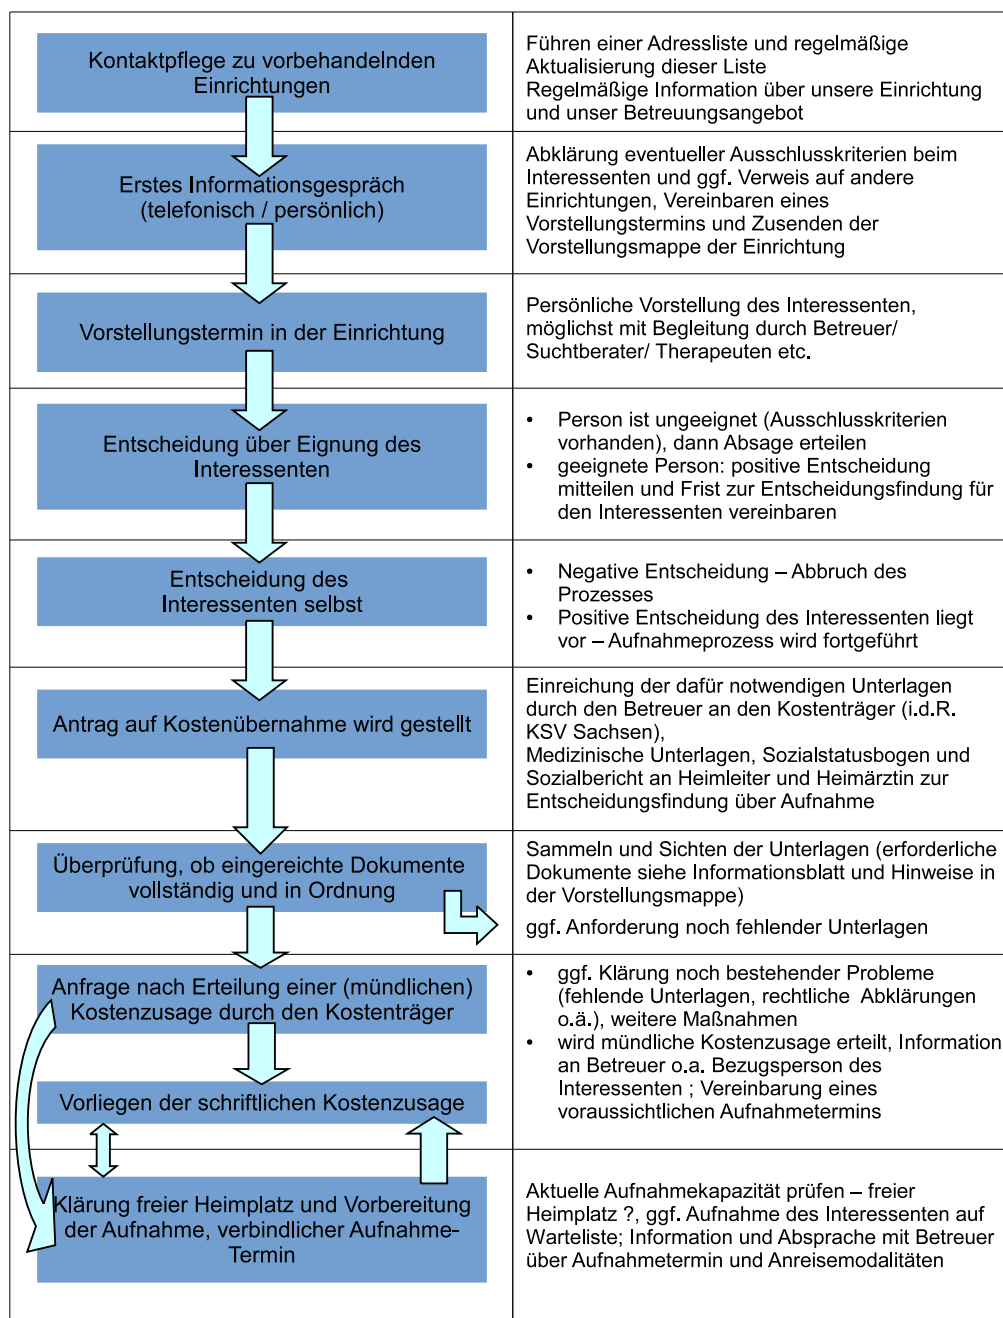 Kontaktpflege zu vorbehandelnden
Einrichtungen
Führen einer Adressliste und regelmäßige
Aktualisierung dieser Liste
Regelmäßige Information über unsere Einrichtung
und unser Betreuungsangebot
Erstes Informationsgespräch
(telefonisch / persönlich)
Abklärung eventueller Ausschlusskriterien beim
Interessenten und ggf. Verweis auf andere
Einrichtungen, Vereinbaren eines
Vorstellungstermins und Zusenden der
Vorstellungsmappe der Einrichtung
Vorstellungstermin in der Einrichtung
Persönliche Vorstellung des Interessenten,
möglichst mit Begleitung durch Betreuer/
Suchtberater/ Therapeuten etc.
Entscheidung über Eignung des
Interessenten
• Person ist ungeeignet (Ausschlusskriterien
vorhanden), dann Absage erteilen
• geeignete Person: positive Entscheidung
mitteilen und Frist zur Entscheidungsfindung für
den Interessenten vereinbaren
Entscheidung des
Interessenten selbst
• Negative Entscheidung – Abbruch des
Prozesses
• Positive Entscheidung des Interessenten liegt
vor – Aufnahmeprozess wird fortgeführt
Antrag auf Kostenübernahme wird gestellt
Einreichung der dafür notwendigen Unterlagen
durch den Betreuer an den Kostenträger (i.d.R.
KSV Sachsen),
Medizinische Unterlagen, Sozialstatusbogen und
Sozialbericht an Heimleiter und Heimärztin zur
Entscheidungsfindung über Aufnahme
Überprüfung, ob eingereichte Dokumente
vollständig und in Ordnung
Sammeln und Sichten der Unterlagen (erforderliche
Dokumente siehe Informationsblatt und Hinweise in
der Vorstellungsmappe)
ggf. Anforderung noch fehlender Unterlagen
Anfrage nach Erteilung einer (mündlichen)
Kostenzusage durch den Kostenträger
Vorliegen der schriftlichen Kostenzusage
• ggf. Klärung noch bestehender Probleme
(fehlende Unterlagen, rechtliche Abklärungen
o.ä.), weitere Maßnahmen
• wird mündliche Kostenzusage erteilt, Information
an Betreuer o.a. Bezugsperson des
Interessenten ; Vereinbarung eines
voraussichtlichen Aufnahmetermins
Klärung freier Heimplatz und Vorbereitung
der Aufnahme, verbindlicher Aufnahme-
Termin
Aktuelle Aufnahmekapazität prüfen – freier
Heimplatz ?, ggf. Aufnahme des Interessenten auf
Warteliste; Information und Absprache mit Betreuer
über Aufnahmetermin und Anreisemodalitäten